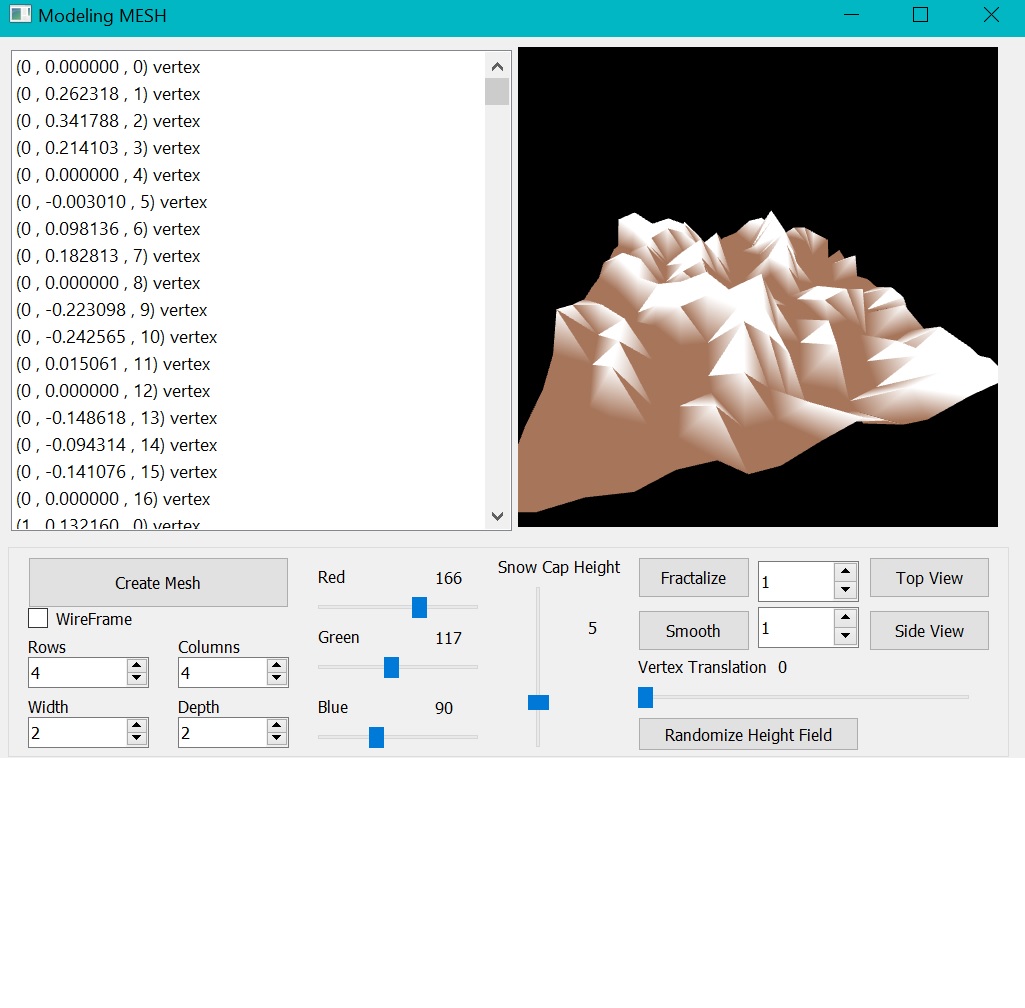 Modeling MESH
(0 , 0.000000 , 0) vertex
(0 , 0.262318 , 1) vertex
(0 , 0.341788 , 2) vertex
(0 , 0.214103 , 3) vertex
(0 , 0.000000 , 4) vertex
(0 , -0.003010 , 5) vertex
(0 , 0.098136 , 6) vertex
(0 , 0.182813 , 7) vertex
(0 , 0.000000 , 8) vertex
(0 , -0.223098 , 9) vertex
(0 , -0.242565 , 10) vertex
(0 , 0.015061 , 11) vertex
(0 , 0.000000 , 12) vertex
(0 , -0.148618 , 13) vertex
(0 , -0.094314 , 14) vertex
(0 , -0.141076 , 15) vertex
(0 , 0.000000 , 16) vertex
(1 , 0.132160 , 0) vertex
Create Mesh
WireFrame
Rows
Columns
4
4
Width
Depth
2
2
Red 166
Green 117
Blue 90
Snow Cap Height
5
Fractalize
1
Top View
Smooth
1
Side View
Vertex Translation 0
Randomize Height Field